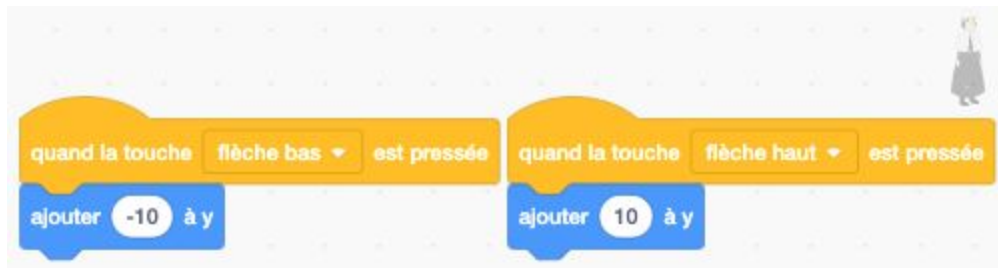 quand la touche flèche bas est pressée
ajouter -10 à y
quand la touche flèche haut est pressée
ajouter 10 à y